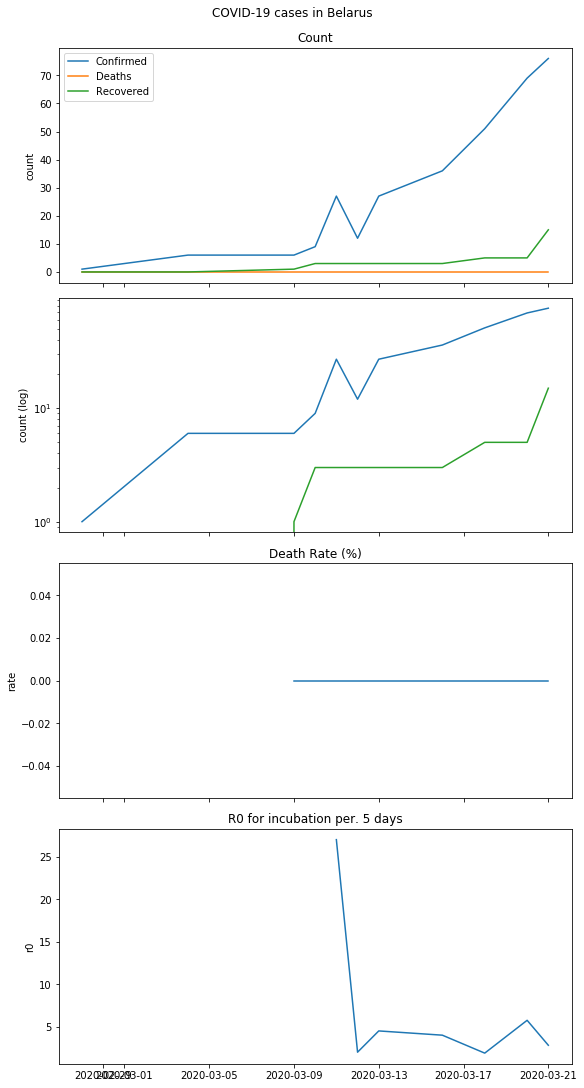 COVID-19 cases in Belarus
Count
Confirmed
Deaths
Recovered
count
70
60
50
40
30
20
10
0
count (log)
10¹
10⁰
Death Rate (%)
rate
0.04
0.02
0.00
−0.02
−0.04
R0 for incubation per. 5 days
r0
25
20
15
10
5
2020-02-29 2020-03-01 2020-03-05 2020-03-09 2020-03-13 2020-03-17 2020-03-21